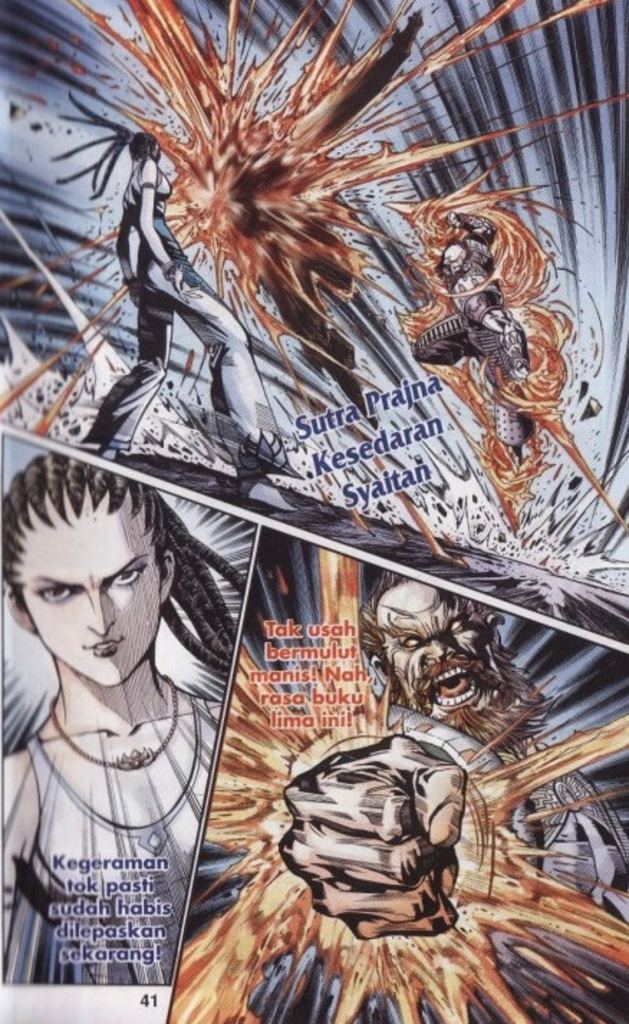 Sutra Prajna
Kesedaran
Syaitan
Tak usah
bermulut
manis! Nah,
rasa buku
lima ini!
Kegeraman
tok pasti
sudah habis
dilepaskan
sekarang!
41